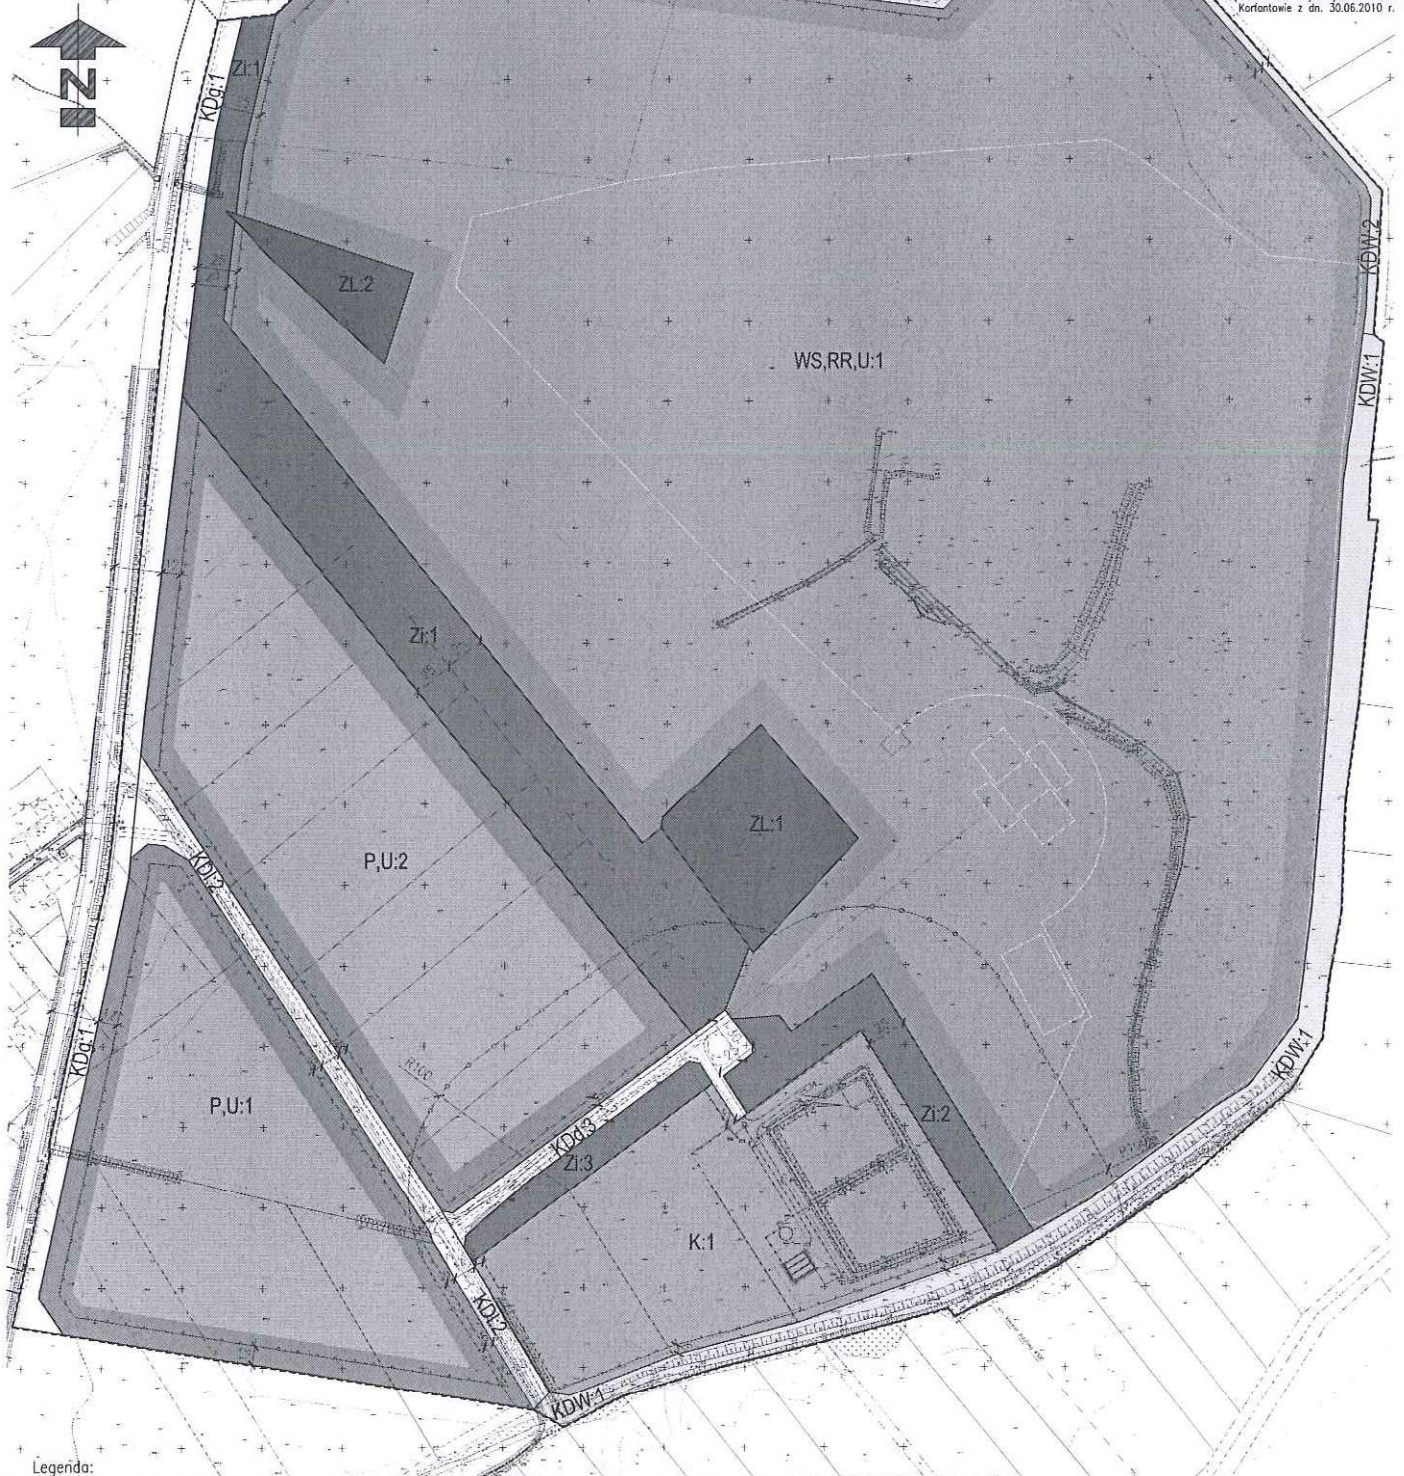 Korfantowie z dn. 30.06.2010 r.
N
Zi:1
KDg:1
KDW:2
ZL:2
WS,RR,U:1
KDW:1
Zi:1
ZL:1
P,U:2
KDl:2
KDg:1
KDW:1
R100
P,U:1
Zi:2
KDd:3
Zi:3
K:1
KDl:2
KDW:1
Legenda: